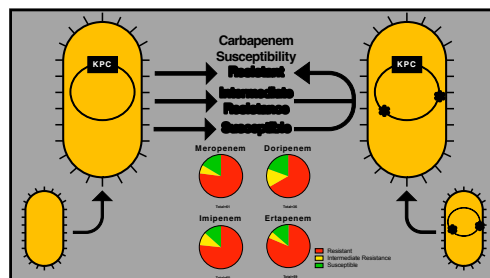 Carbapenem
Susceptibility
KPC
KPC
Resistant
Intermediate
Resistance
Susceptible
Meropenem
Doripenem
Imipenem
Ertapenem
Resistant
Intermediate Resistance
Susceptible